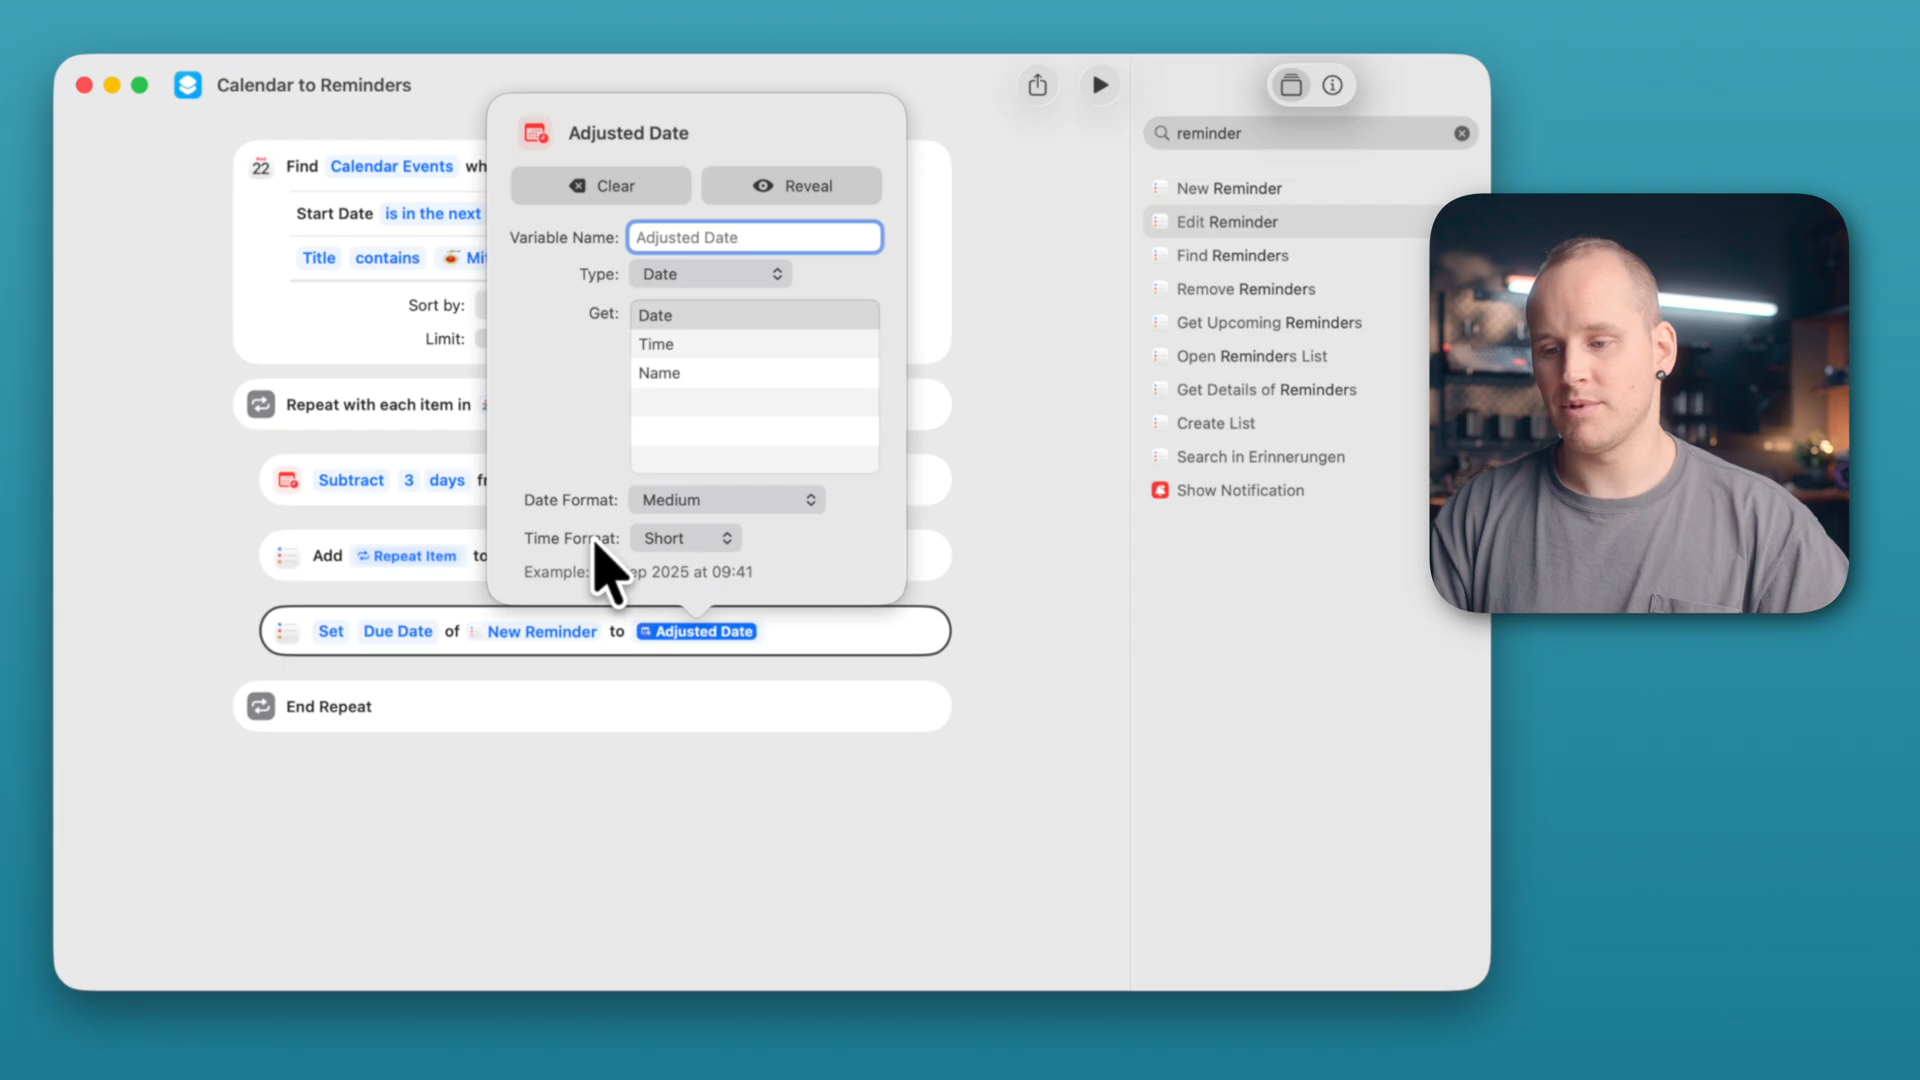 Calendar to Reminders
22
Find Calendar Events wh
Start Date is in the next
Title contains
Sort by:
Limit:
Repeat with each item in
Subtract 3 days
Add Repeat Item to
Set Due Date of New Reminder to Adjusted Date
End Repeat
Adjusted Date
Clear
Reveal
Variable Name: Adjusted Date
Type: Date
Get: Date
Time
Name
Date Format: Medium
Time Format: Short
Example: ep 2025 at 09:41
reminder
New Reminder
Edit Reminder
Find Reminders
Remove Reminders
Get Upcoming Reminders
Open Reminders List
Get Details of Reminders
Create List
Search in Erinnerungen
Show Notification